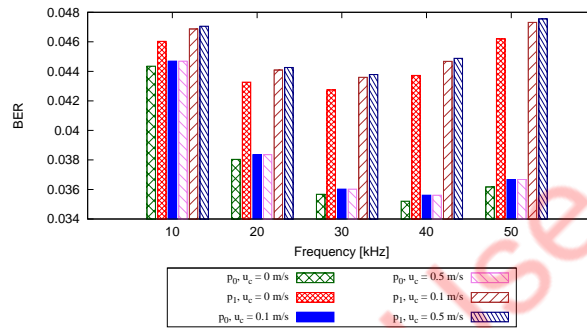 0.048
0.046
0.044
0.042
0.04
0.038
0.036
0.034
BER
10 20 30 40 50
Frequency [kHz]
p0, uc = 0 m/s p0, uc = 0.5 m/s
p1, uc = 0 m/s p1, uc = 0.1 m/s
p0, uc = 0.1 m/s p1, uc = 0.5 m/s